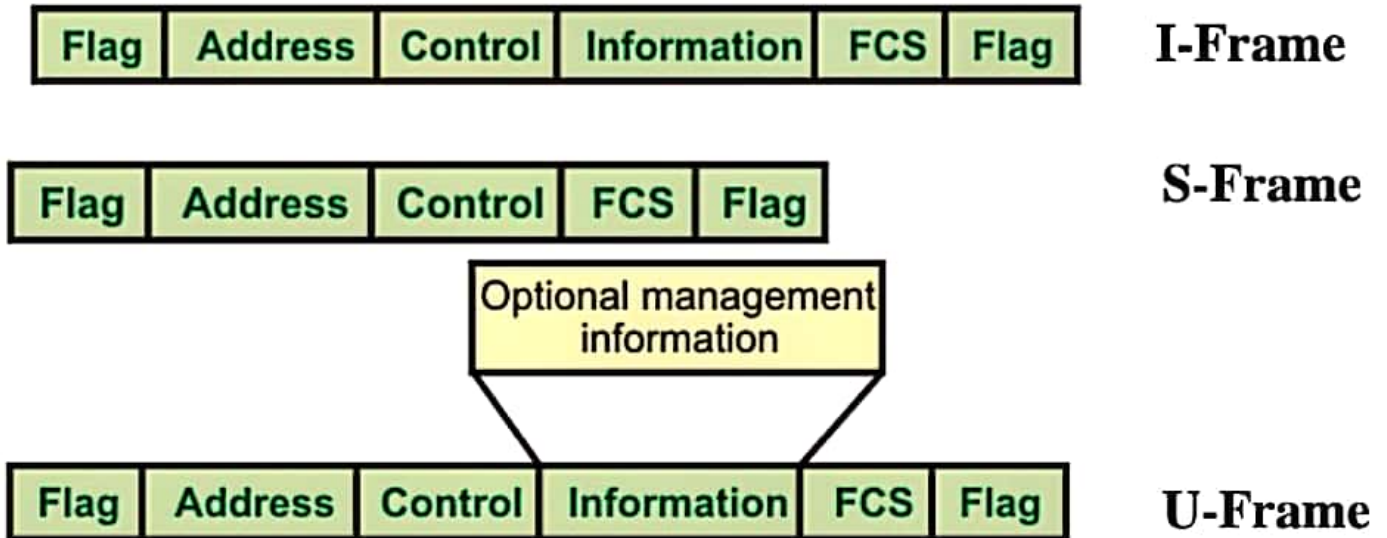 Flag Address Control Information FCS Flag I-Frame
Flag Address Control FCS Flag S-Frame
Optional management
information
Flag Address Control Information FCS Flag U-Frame